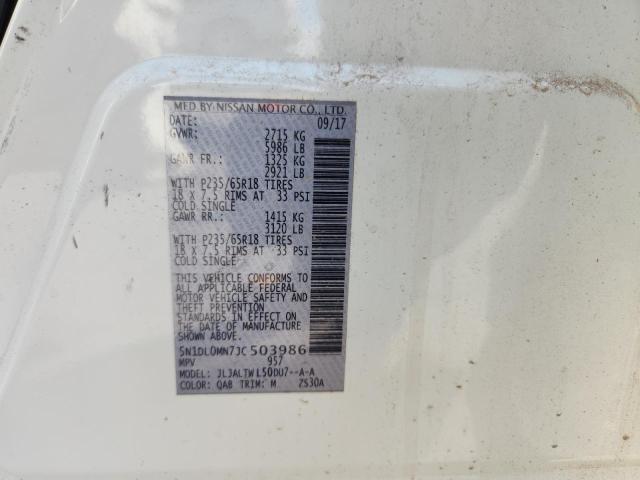 MFD BY NISSAN MOTOR CO., LTD.
DATE: 09/17
GVWR: 2715 KG
5986 LB
GAWR FR.: 1325 KG
2921 LB
WITH P235/65R18 TIRES
18 X 7.5 RIMS AT 33 PSI
COLD SINGLE
GAWR RR.: 1415 KG
3120 LB
WITH P235/65R18 TIRES
18 X 7.5 RIMS AT 33 PSI
COLD SINGLE
THIS VEHICLE CONFORMS TO
ALL APPLICABLE FEDERAL
MOTOR VEHICLE SAFETY AND
THEFT PREVENTION
STANDARDS IN EFFECT ON
THE DATE OF MANUFACTURE
SHOWN ABOVE.
5N1DL0MN7JC503986
MPV 957
MODEL: JLJALTWL50DU7--A-A
COLOR: QAB TRIM: M ZS30A